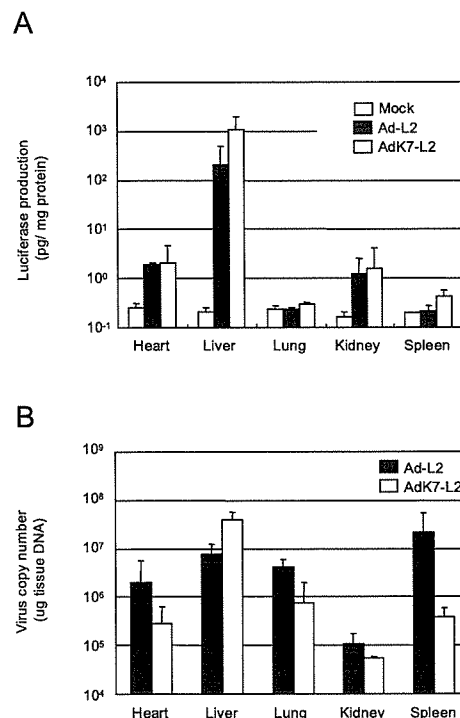 A
Luciferase production
(pg/ mg protein)
10⁴
10³
10²
10¹
10⁰
10⁻¹
Mock
Ad-L2
AdK7-L2
Heart Liver Lung Kidney Spleen
B
Virus copy number
(ug tissue DNA)
10⁹
10⁸
10⁷
10⁶
10⁵
10⁴
Ad-L2
AdK7-L2
Heart Liver Lung Kidney Spleen